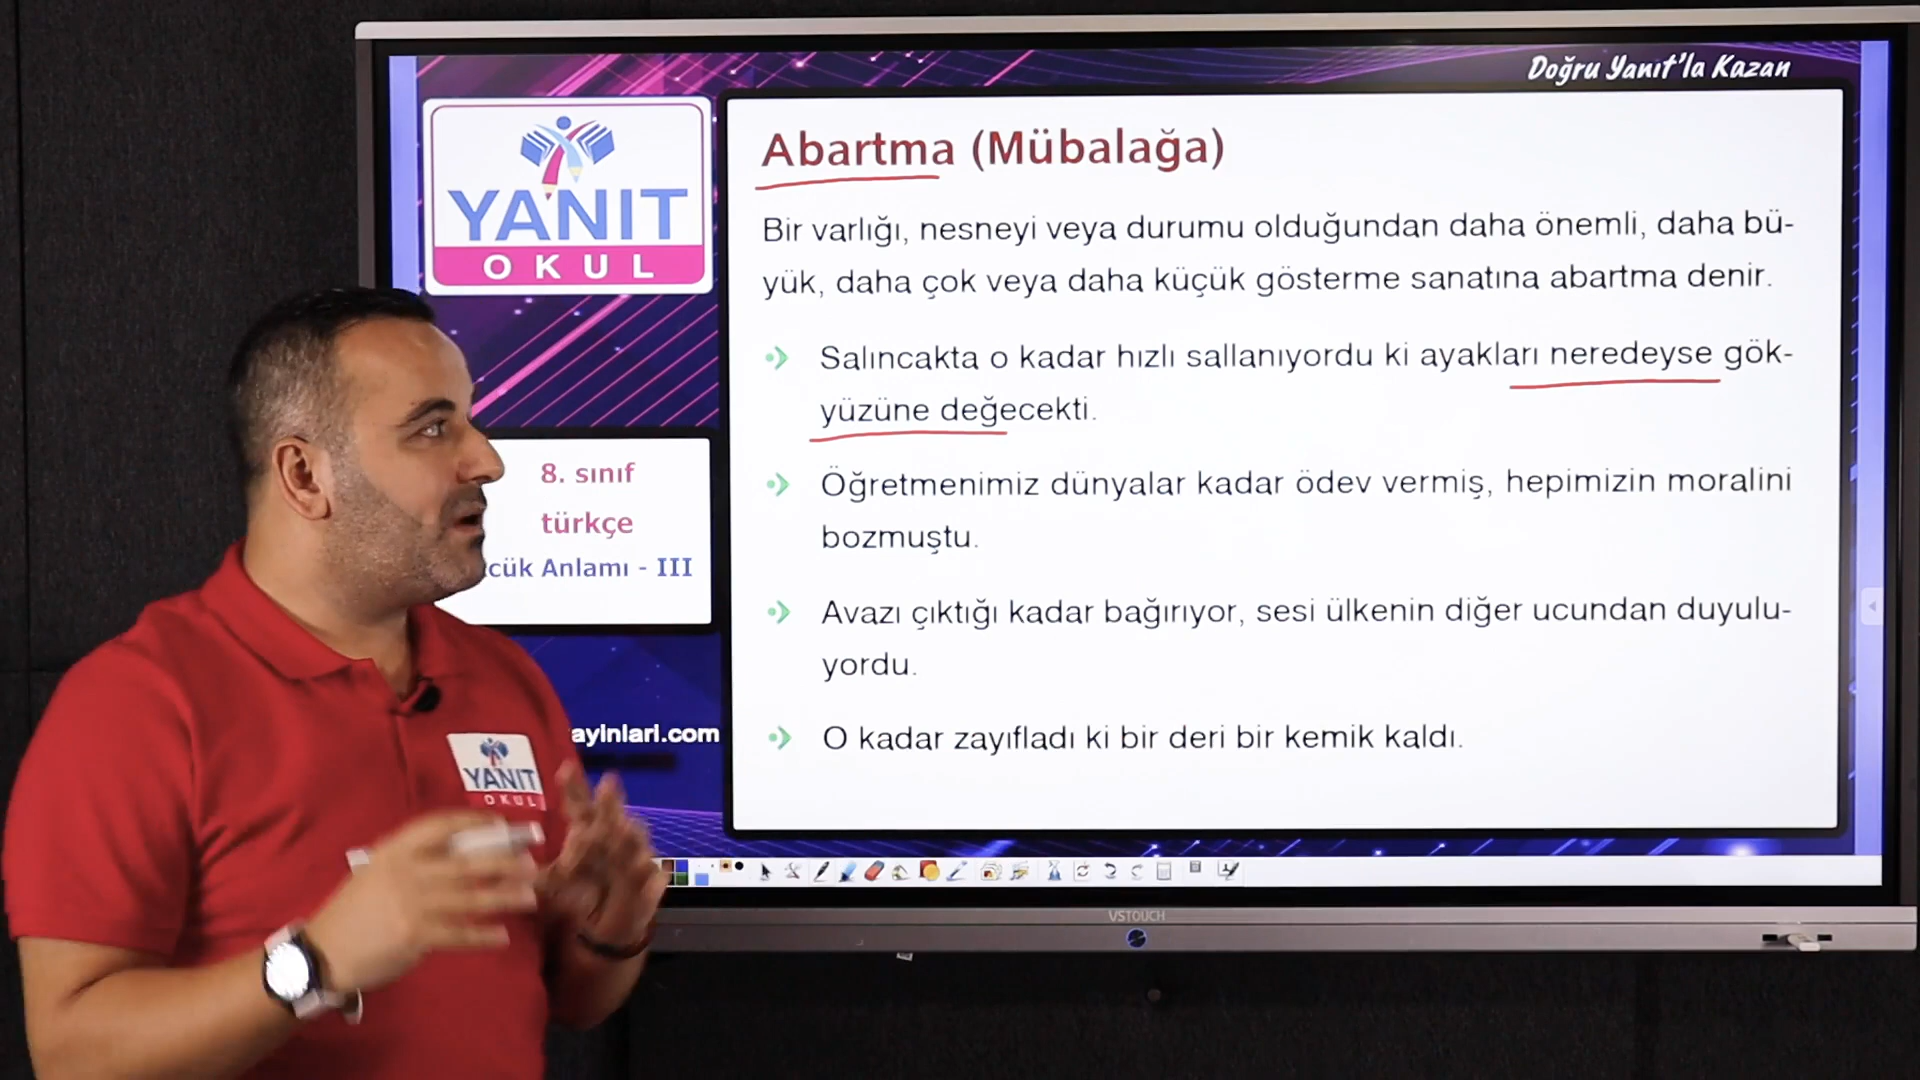 Doğru Yanıt'la Kazan
YANIT
OKUL
Abartma (Mübalağa)
Bir varlığı, nesneyi veya durumu olduğundan daha önemli, daha bü-
yük, daha çok veya daha küçük gösterme sanatına abartma denir.
Salıncakta o kadar hızlı sallanıyordu ki ayakları neredeyse gök-
yüzüne değecekti.
Öğretmenimiz dünyalar kadar ödev vermiş, hepimizin moralini
bozmuştu.
Avazı çıktığı kadar bağırıyor, sesi ülkenin diğer ucundan duyulu-
yordu.
O kadar zayıfladı ki bir deri bir kemik kaldı.
8. sınıf
türkçe
cük Anlamı - III
ayinlari.com
YANIT
OKUL
VSTOUCH